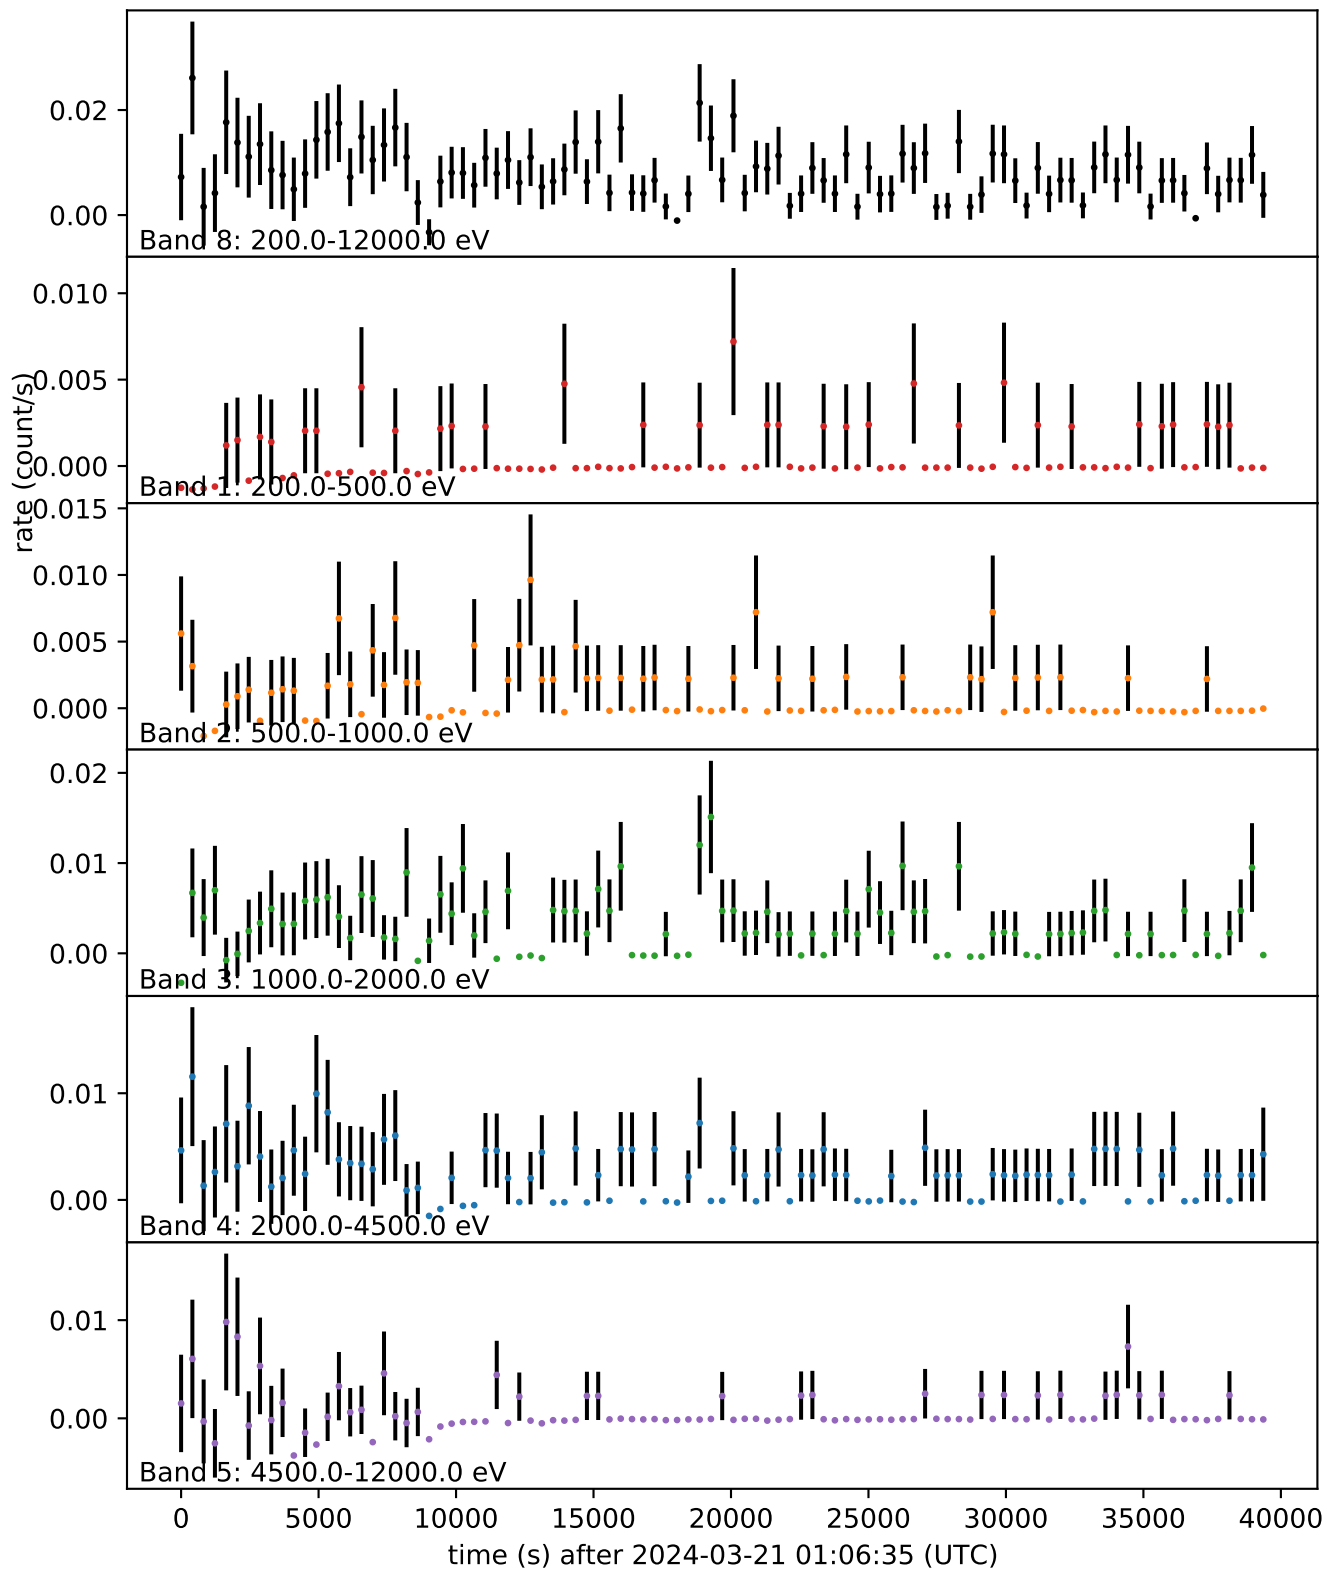 0.02
0.00
Band 8: 200.0-12000.0 eV
0.010
0.005
0.000
Band 1: 200.0-500.0 eV
rate (count/s)
0.015
0.010
0.005
0.000
Band 2: 500.0-1000.0 eV
0.02
0.01
0.00
Band 3: 1000.0-2000.0 eV
0.01
0.00
Band 4: 2000.0-4500.0 eV
0.01
0.00
Band 5: 4500.0-12000.0 eV
0 5000 10000 15000 20000 25000 30000 35000 40000
time (s) after 2024-03-21 01:06:35 (UTC)